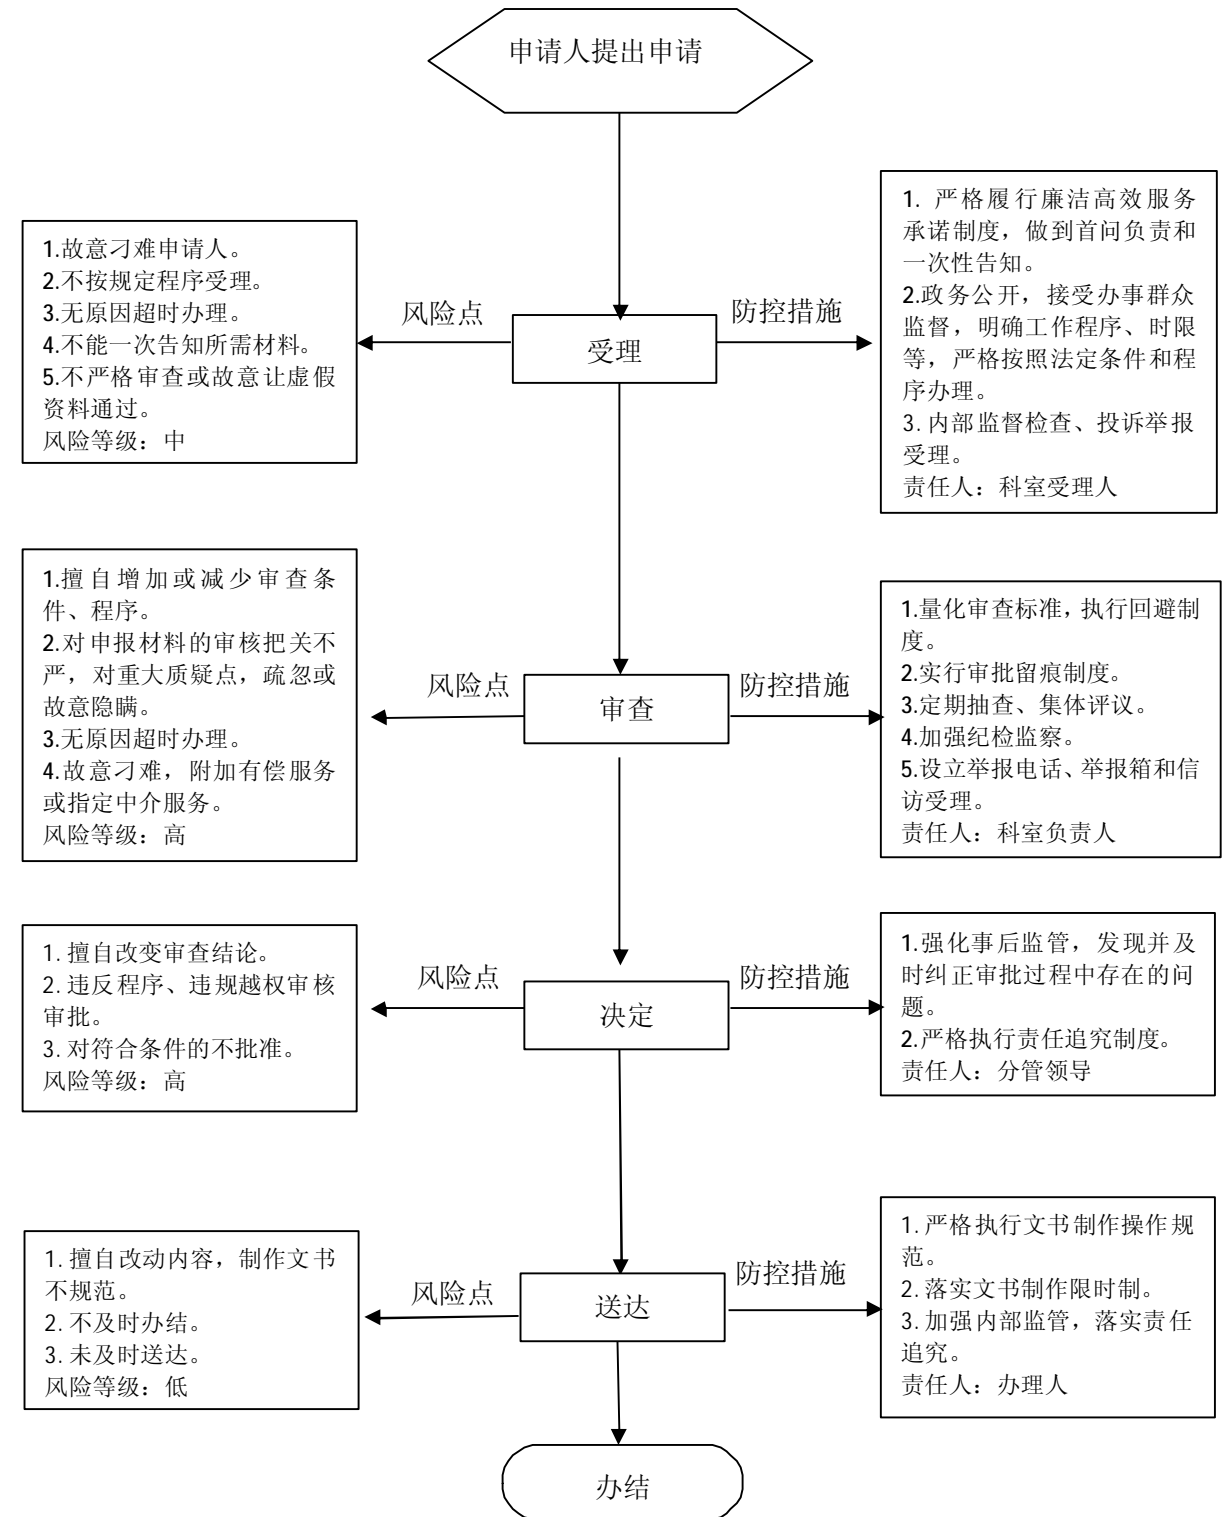 申请人提出申请
1.故意刁难申请人。
2.不按规定程序受理。
3.无原因超时办理。
4.不能一次告知所需材料。
5.不严格审查或故意让虚假
资料通过。
风险等级：中
风险点
受理
防控措施
1. 严格履行廉洁高效服务
承诺制度，做到首问负责和
一次性告知。
2.政务公开，接受办事群众
监督，明确工作程序、时限
等，严格按照法定条件和程
序办理。
3.内部监督检查、投诉举报
受理。
责任人：科室受理人
1.擅自增加或减少审查条
件、程序。
2.对申报材料的审核把关不
严，对重大质疑点，疏忽或
故意隐瞒。
3.无原因超时办理。
4.故意刁难，附加有偿服务
或指定中介服务。
风险等级：高
风险点
审查
防控措施
1.量化审查标准，执行回避制
度。
2.实行审批留痕制度。
3.定期抽查、集体评议。
4.加强纪检监察。
5.设立举报电话、举报箱和信
访受理。
责任人：科室负责人
1.擅自改变审查结论。
2.违反程序、违规越权审核
审批。
3.对符合条件的不批准。
风险等级：高
风险点
决定
防控措施
1.强化事后监管，发现并及
时纠正审批过程中存在的问
题。
2.严格执行责任追究制度。
责任人：分管领导
1.擅自改动内容，制作文书
不规范。
2.不及时办结。
3.未及时送达。
风险等级：低
风险点
送达
防控措施
1.严格执行文书制作操作规
范。
2.落实文书制作限时制。
3.加强内部监管，落实责任
追究。
责任人：办理人
办结